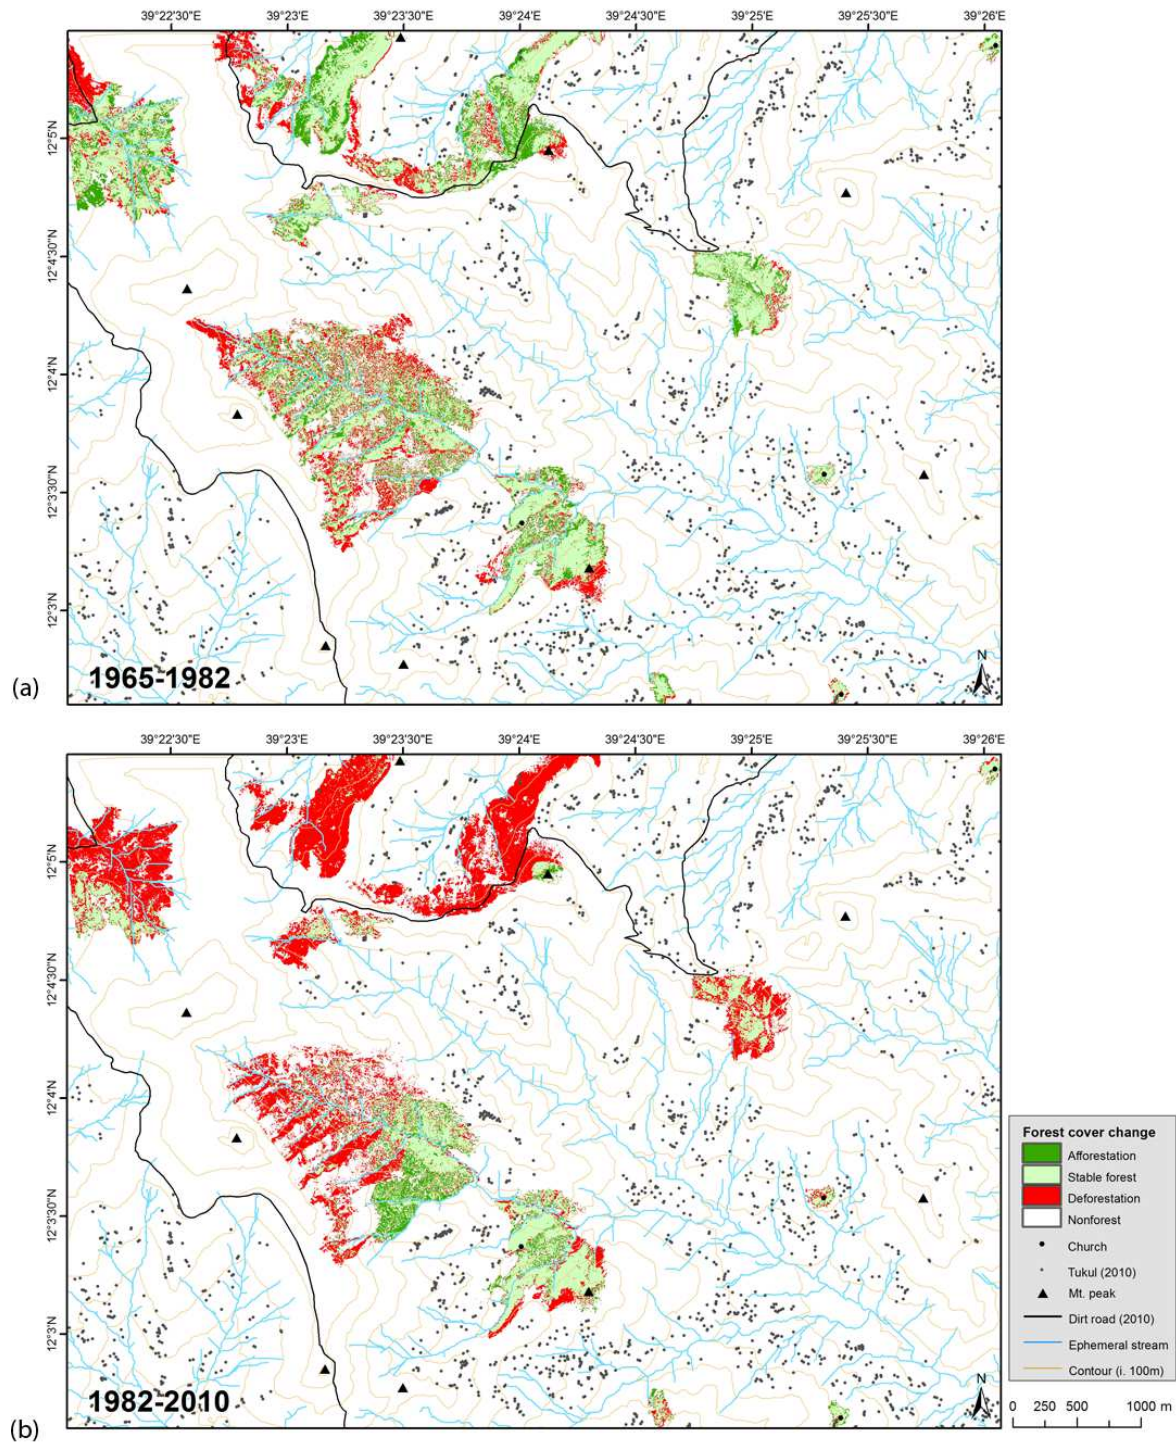 39°22'30"E 39°23'E 39°23'30"E 39°24'E 39°24'30"E 39°25'E 39°25'30"E 39°26'E
12°5'N
12°4'30"N
12°4'N
12°3'30"N
12°3'N
N
(a)
1965-1982
39°22'30"E 39°23'E 39°23'30"E 39°24'E 39°24'30"E 39°25'E 39°25'30"E 39°26'E
12°5'N
12°4'30"N
12°4'N
12°3'30"N
12°3'N
N
(b)
1982-2010
Forest cover change
Afforestation
Stable forest
Deforestation
Nonforest
Church
Tukul (2010)
Mt. peak
Dirt road (2010)
Ephemeral stream
Contour (i. 100m)
0 250 500 1000 m